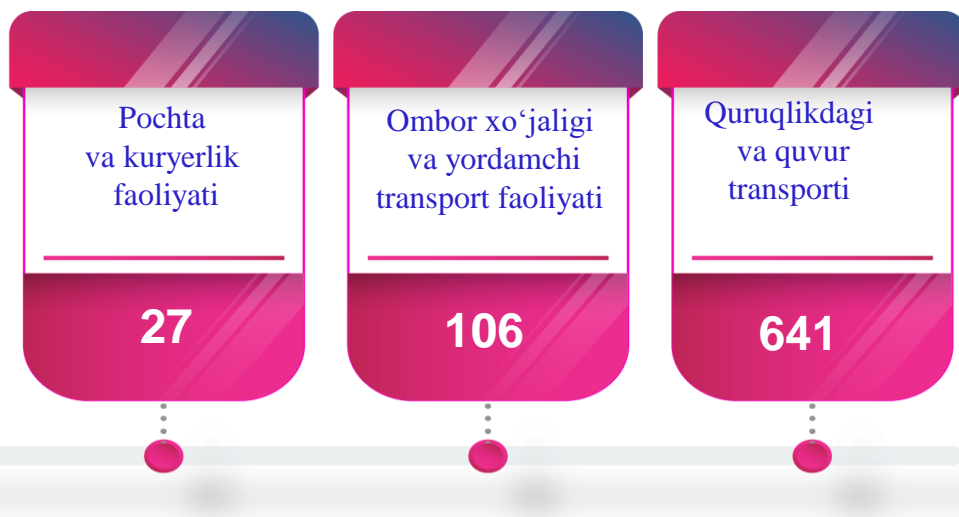 Pochta
va kuryerlik
faoliyati
27
Ombor xo‘jaligi
va yordamchi
transport faoliyati
106
Quruqlikdagi
va quvur
transporti
641